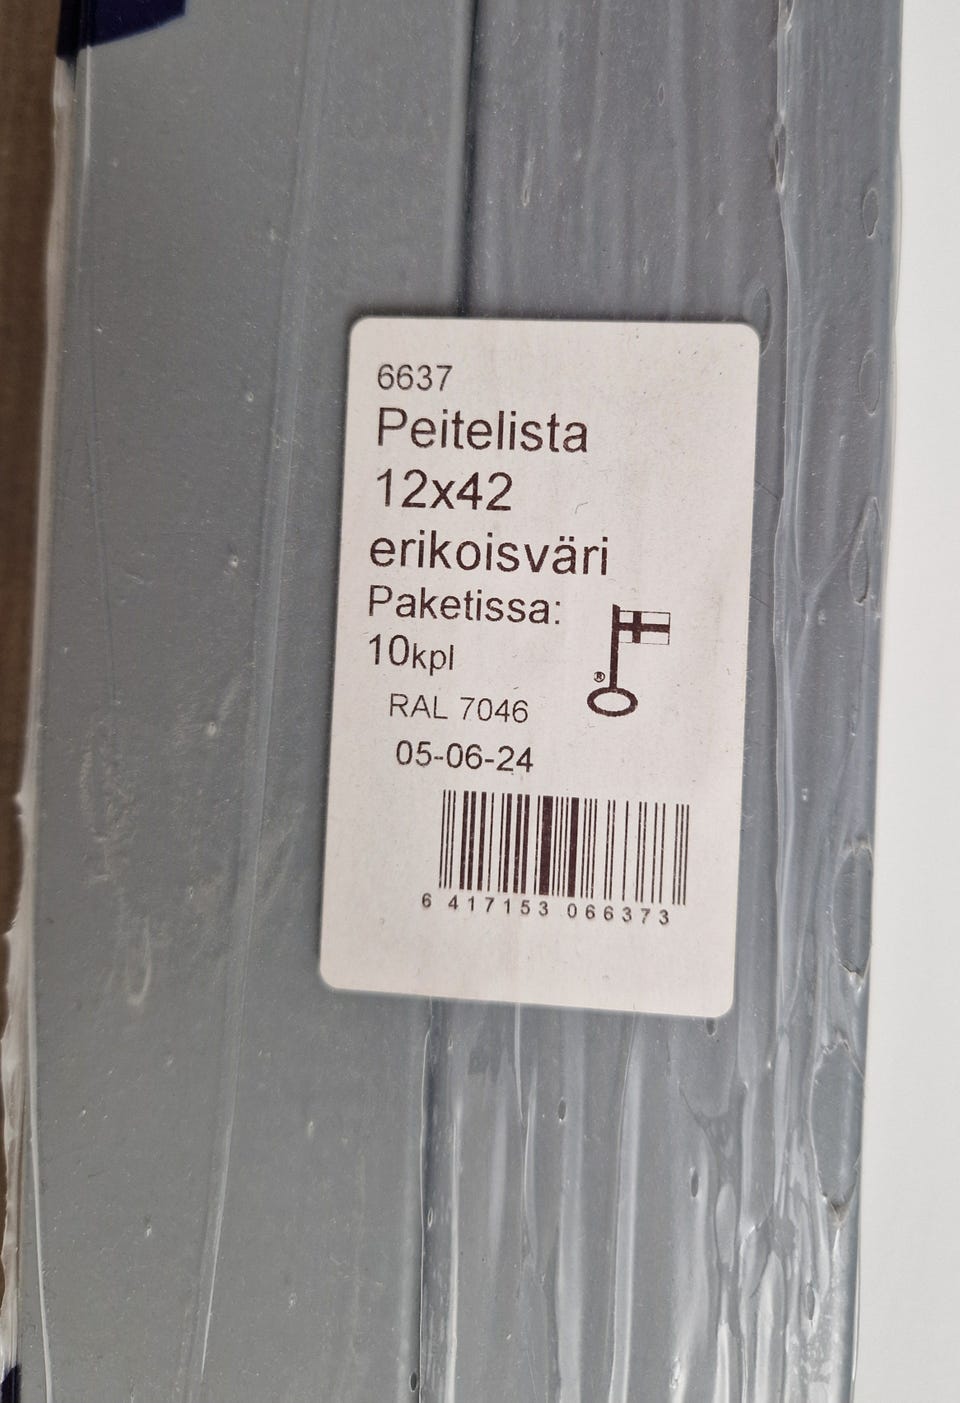 6637
Peitelista
12x42
erikoisväri
Paketissa:
10kpl
®
RAL 7046
05-06-24
6 417153 066373